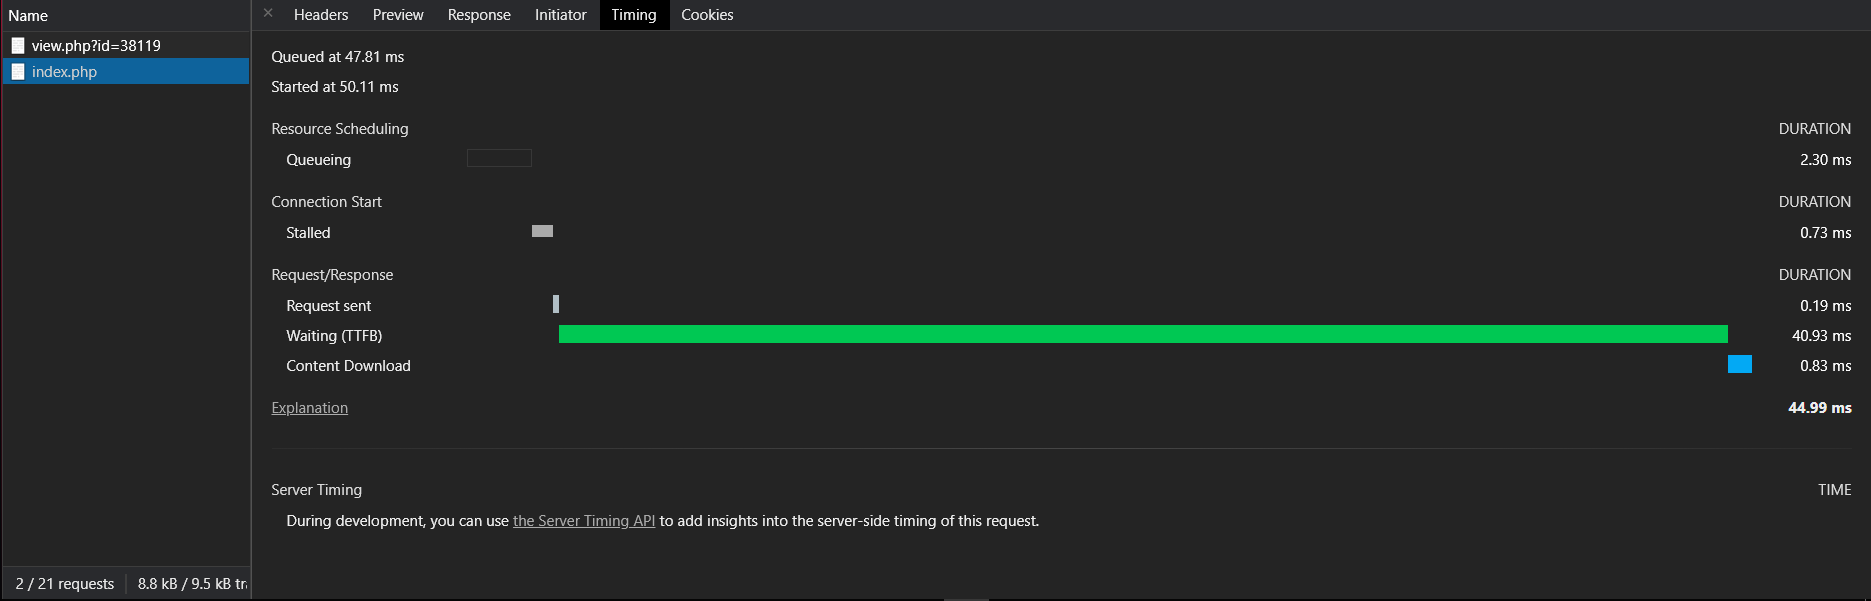 Name
view.php?id=38119
index.php
2 / 21 requests 8.8 kB / 9.5 kB
× Headers Preview Response Initiator Timing Cookies
Queued at 47.81 ms
Started at 50.11 ms
Resource Scheduling DURATION
Queueing 2.30 ms
Connection Start DURATION
Stalled 0.73 ms
Request/Response DURATION
Request sent 0.19 ms
Waiting (TTFB) 40.93 ms
Content Download 0.83 ms
Explanation 44.99 ms
Server Timing TIME
During development, you can use the Server Timing API to add insights into the server-side timing of this request.